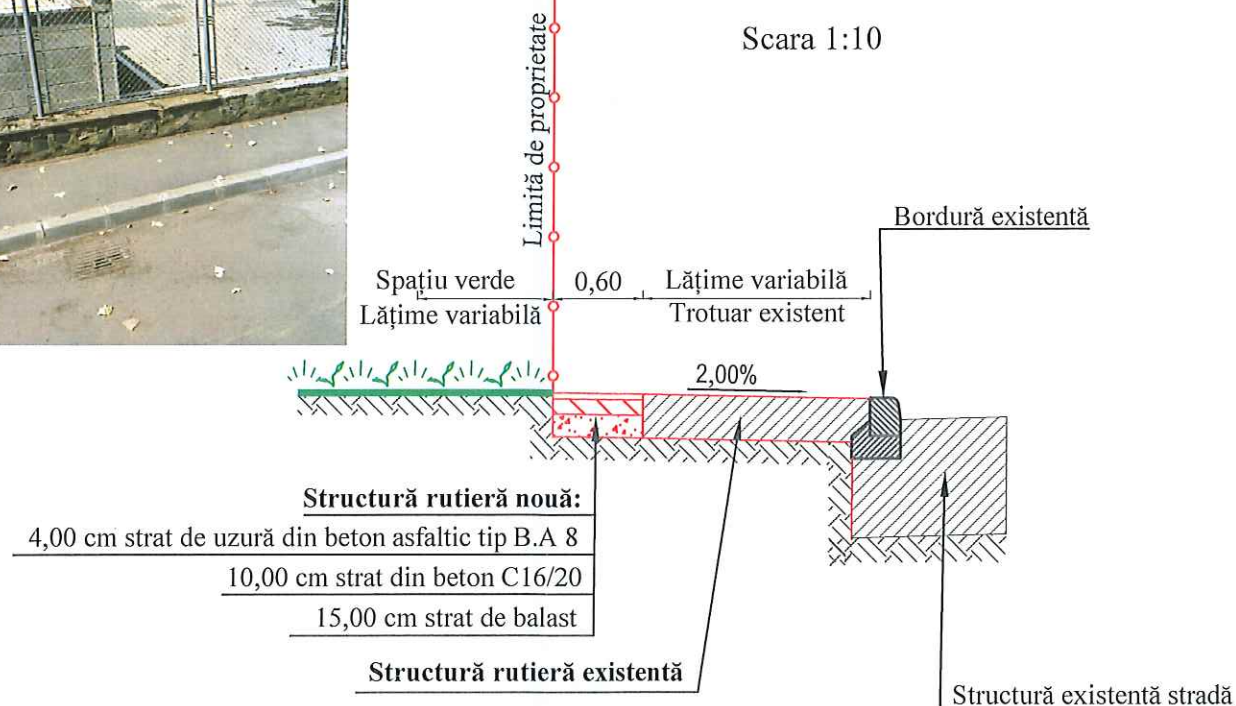 Scara 1:10
Limită de proprietate
Bordură existentă
Spațiu verde
0,60
Lățime variabilă
Lățime variabilă
Trotuar existent
2,00%
Structură rutieră nouă:
4,00 cm strat de uzură din beton asfaltic tip B.A 8
10,00 cm strat din beton C16/20
15,00 cm strat de balast
Structură rutieră existentă
Structură existentă stradă